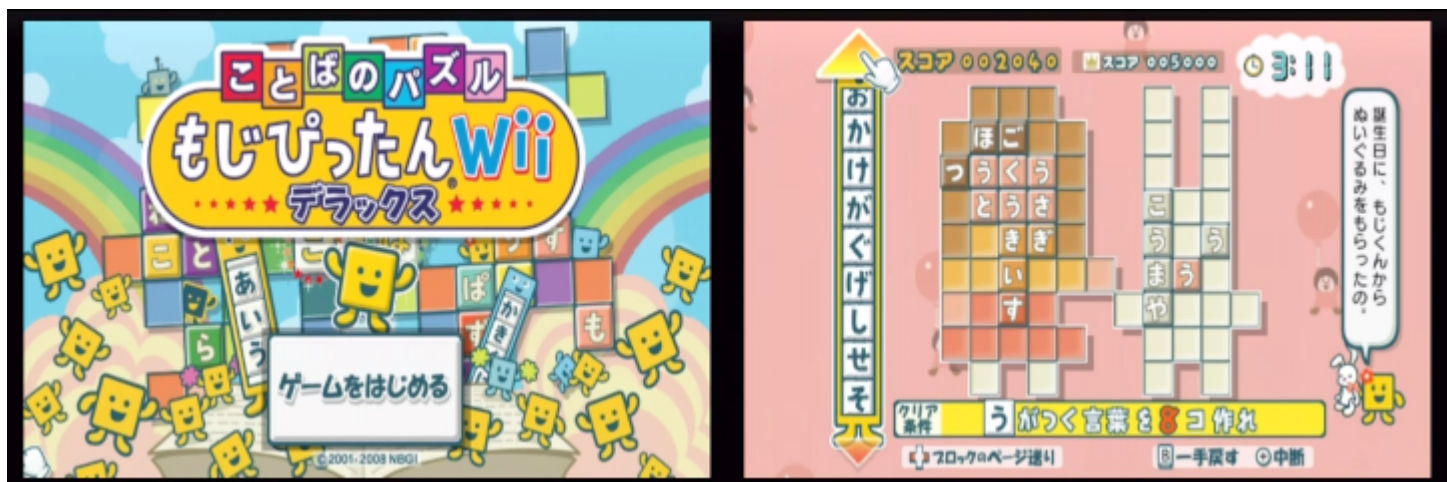 ことばのパズル
もじぴったんWii
デラックス
こと
あいう
かき
ぱ
す
ら
も
ゲームをはじめる
©2001-2008 NBGI
スコア 002040
スコア 005000
3:11
おかけがぐげしせそ
ほご
つうくう
とうさ
きぎ
い
す
こ
うう
まう
や
誕生日に、もじくんから
ぬいぐるみをもらったの。
クリア条件
うがつく言葉を8コ作れ
ブロックのページ送り
B一手戻す
+中断